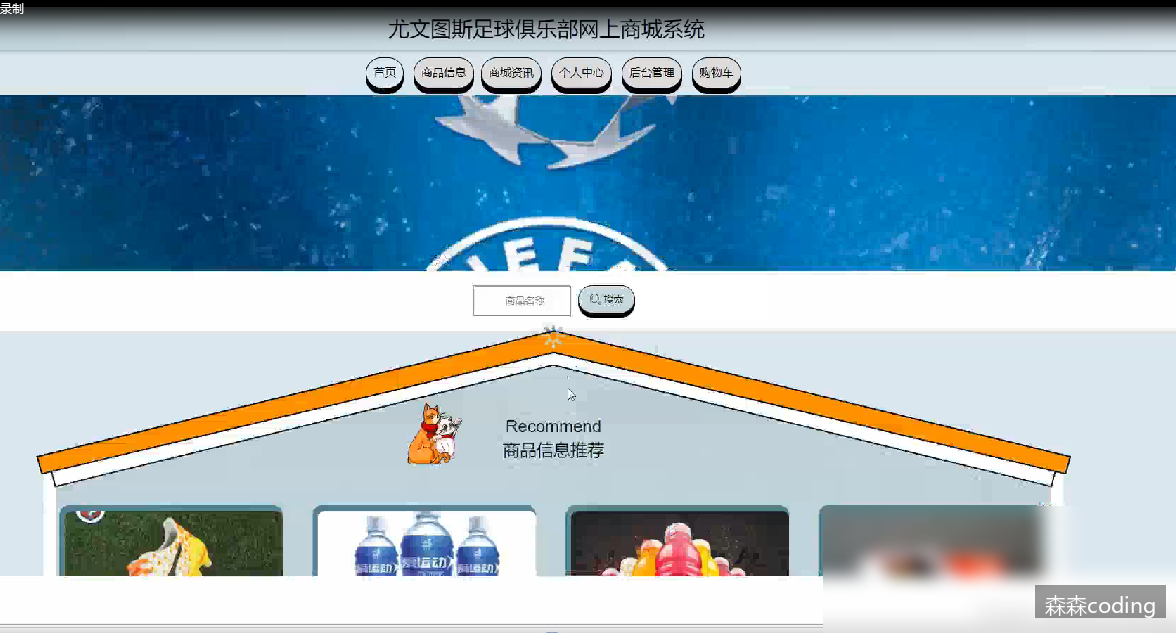 录制
尤文图斯足球俱乐部网上商城系统
首页 商品信息 商城资讯 个人中心 后台管理 购物车
商品名称 搜索
Recommend
商品信息推荐
森森coding